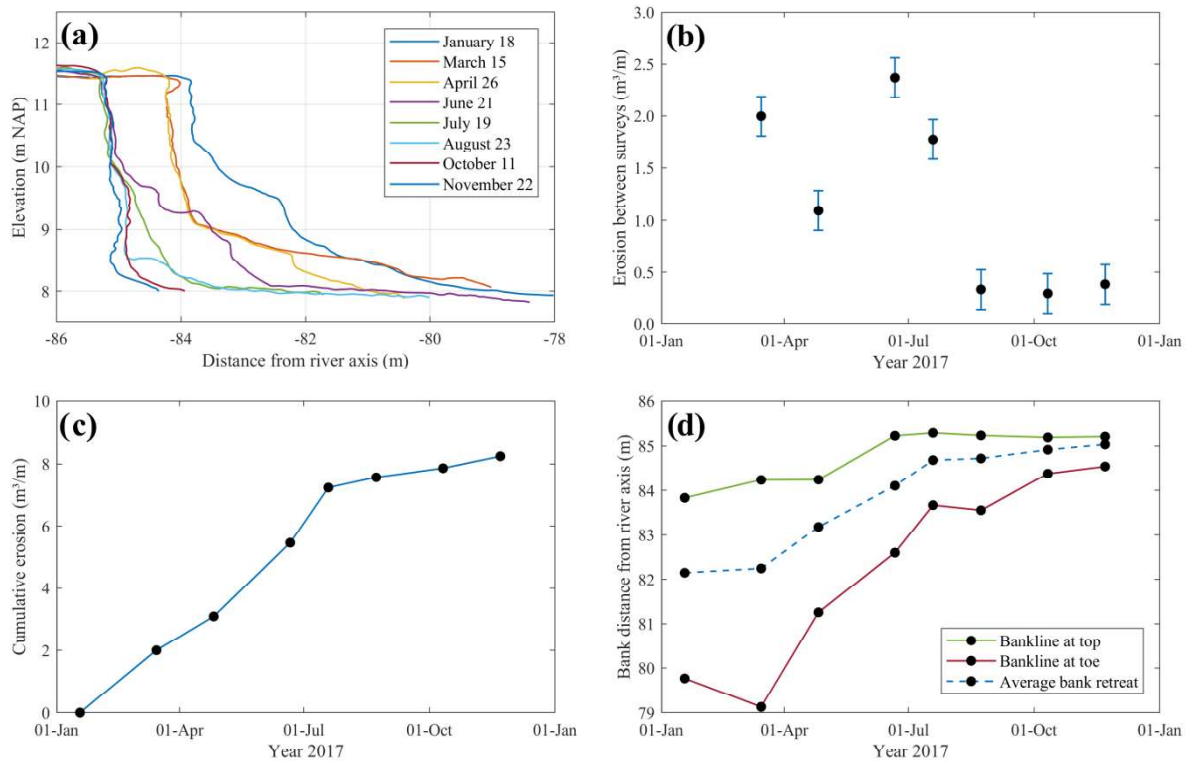 (a)
Elevation (m NAP)
12
11
10
9
8
-86
-84
-82
-80
-78
Distance from river axis (m)
January 18
March 15
April 26
June 21
July 19
August 23
October 11
November 22
(b)
Erosion between surveys (m³/m)
3.0
2.5
2.0
1.5
1.0
0.5
0.0
01-Jan
01-Apr
01-Jul
01-Oct
01-Jan
Year 2017
(c)
Cumulative erosion (m³/m)
10
8
6
4
2
0
01-Jan
01-Apr
01-Jul
01-Oct
01-Jan
Year 2017
(d)
Bank distance from river axis (m)
86
85
84
83
82
81
80
79
01-Jan
01-Apr
01-Jul
01-Oct
01-Jan
Year 2017
Bankline at top
Bankline at toe
Average bank retreat